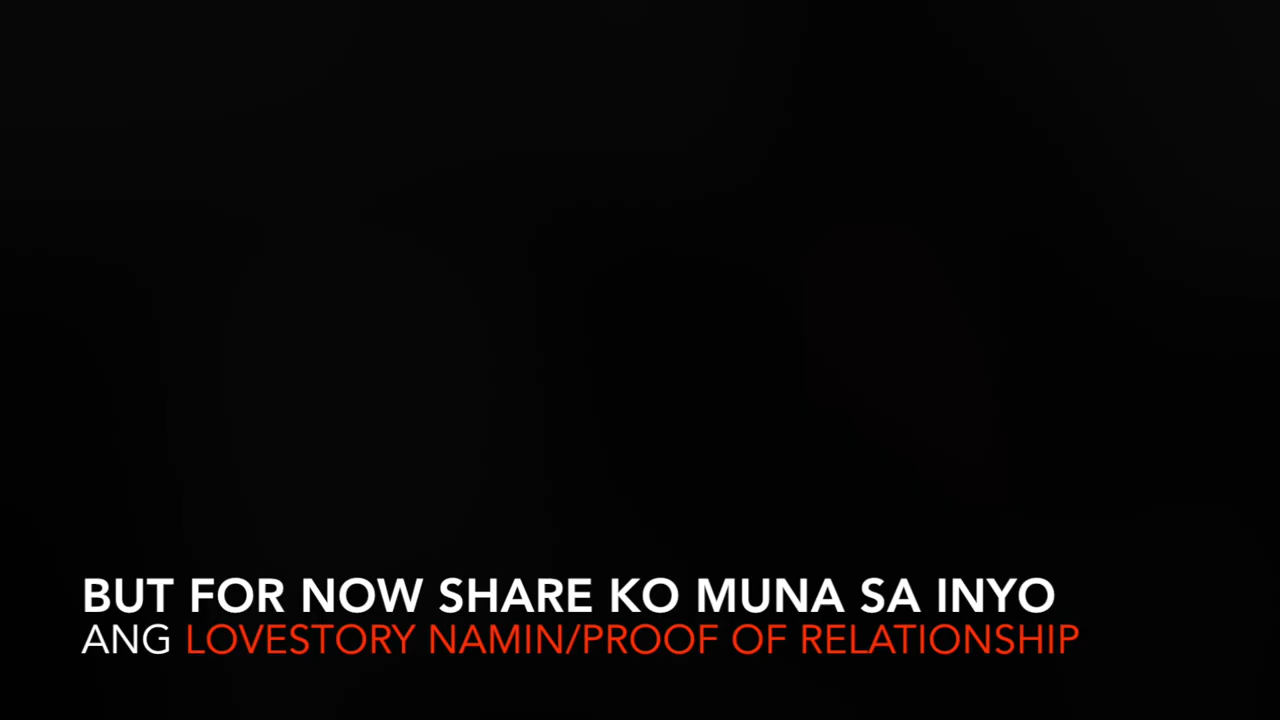 BUT FOR NOW SHARE KO MUNA SA INYO
ANG LOVESTORY NAMIN/PROOF OF RELATIONSHIP